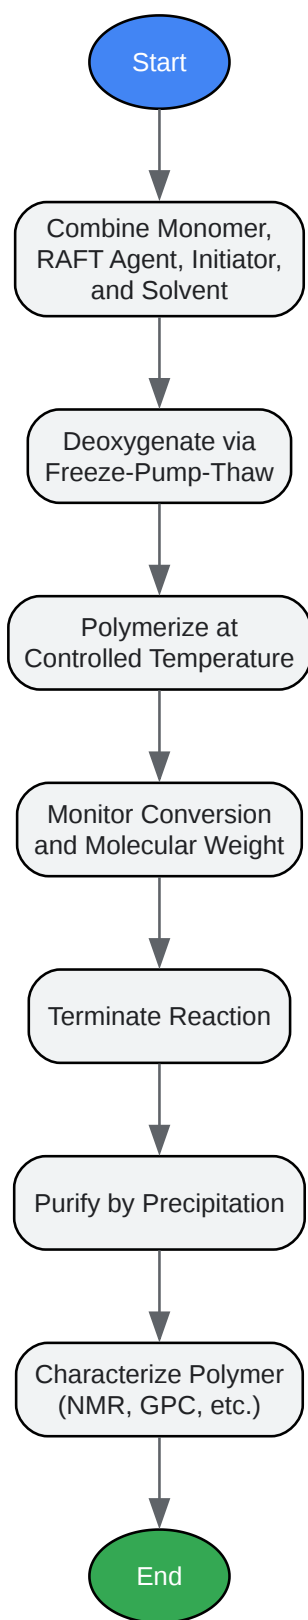 Start
Combine Monomer,
RAFT Agent, Initiator,
and Solvent
Deoxygenate via
Freeze-Pump-Thaw
Polymerize at
Controlled Temperature
Monitor Conversion
and Molecular Weight
Terminate Reaction
Purify by Precipitation
Characterize Polymer
(NMR, GPC, etc.)
End